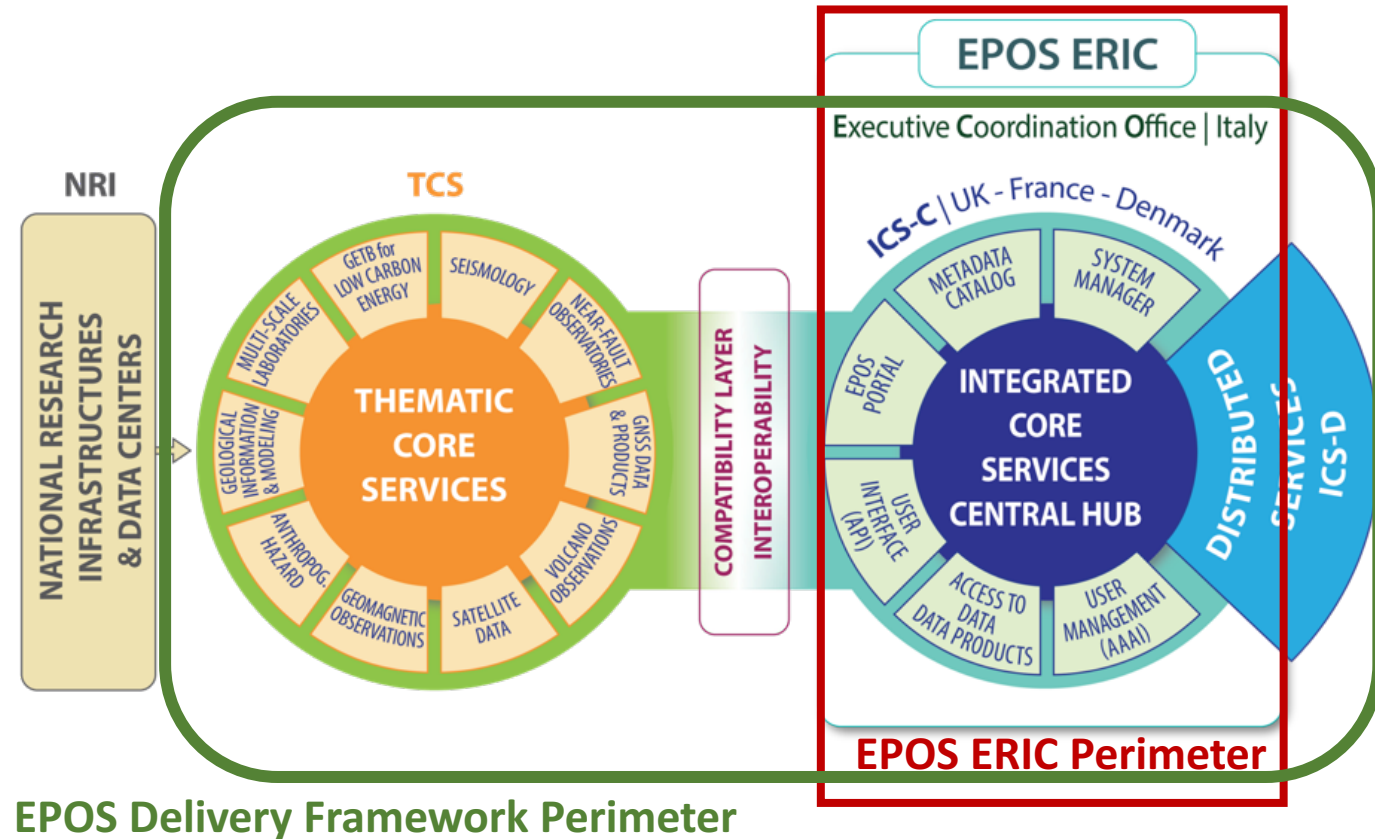 EPOS ERIC
Executive Coordination Office | Italy
NRI
NATIONAL RESEARCH
INFRASTRUCTURES
& DATA CENTERS
TCS
GETB for
LOW CARBON
ENERGY
SEISMOLOGY
NEAR-FAULT
OBSERVATORIES
GNSS DATA
& PRODUCTS
VOLCANO
OBSERVATIONS
SATELLITE
DATA
GEOMAGNETIC
OBSERVATIONS
ANTHROPOG.
HAZARD
GEOLOGICAL
INFORMATION
& MODELING
MULTI-SCALE
LABORATORIES
THEMATIC
CORE
SERVICES
COMPATIBILITY LAYER
INTEROPERABILITY
ICS-C | UK - France - Denmark
METADATA
CATALOG
SYSTEM
MANAGER
EPOS
PORTAL
USER
INTERFACE
(API)
ACCESS TO
DATA
DATA PRODUCTS
USER
MANAGEMENT
(AAAI)
INTEGRATED
CORE
SERVICES
CENTRAL HUB
DISTRIBUTED
SERVICES
ICS-D
EPOS ERIC Perimeter
EPOS Delivery Framework Perimeter